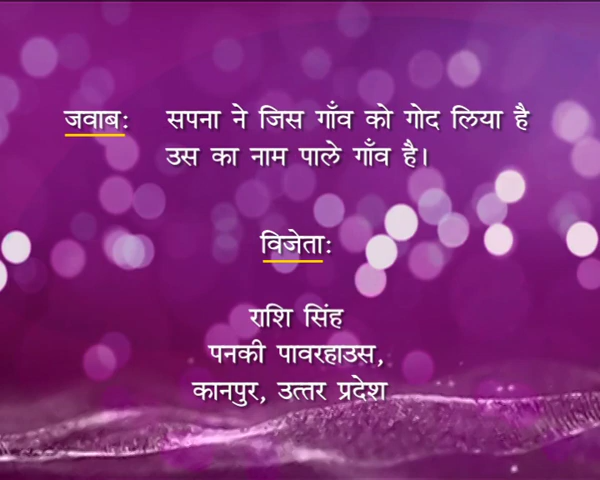 जवाबः सपना ने जिस गाँव को गोद लिया है
उस का नाम पाले गाँव है।
विजेताः
राशि सिंह
पनकी पावरहाउस,
कानपुर, उत्तर प्रदेश